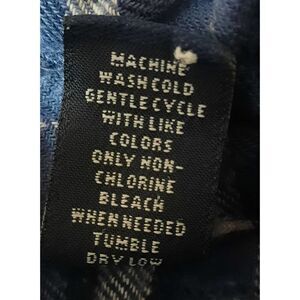 MACHINE
WASH COLD
GENTLE CYCLE
WITH LIKE
COLORS
ONLY NON-
CHLORINE
BLEACH
WHEN NEEDED
TUMBLE
DRY LOW